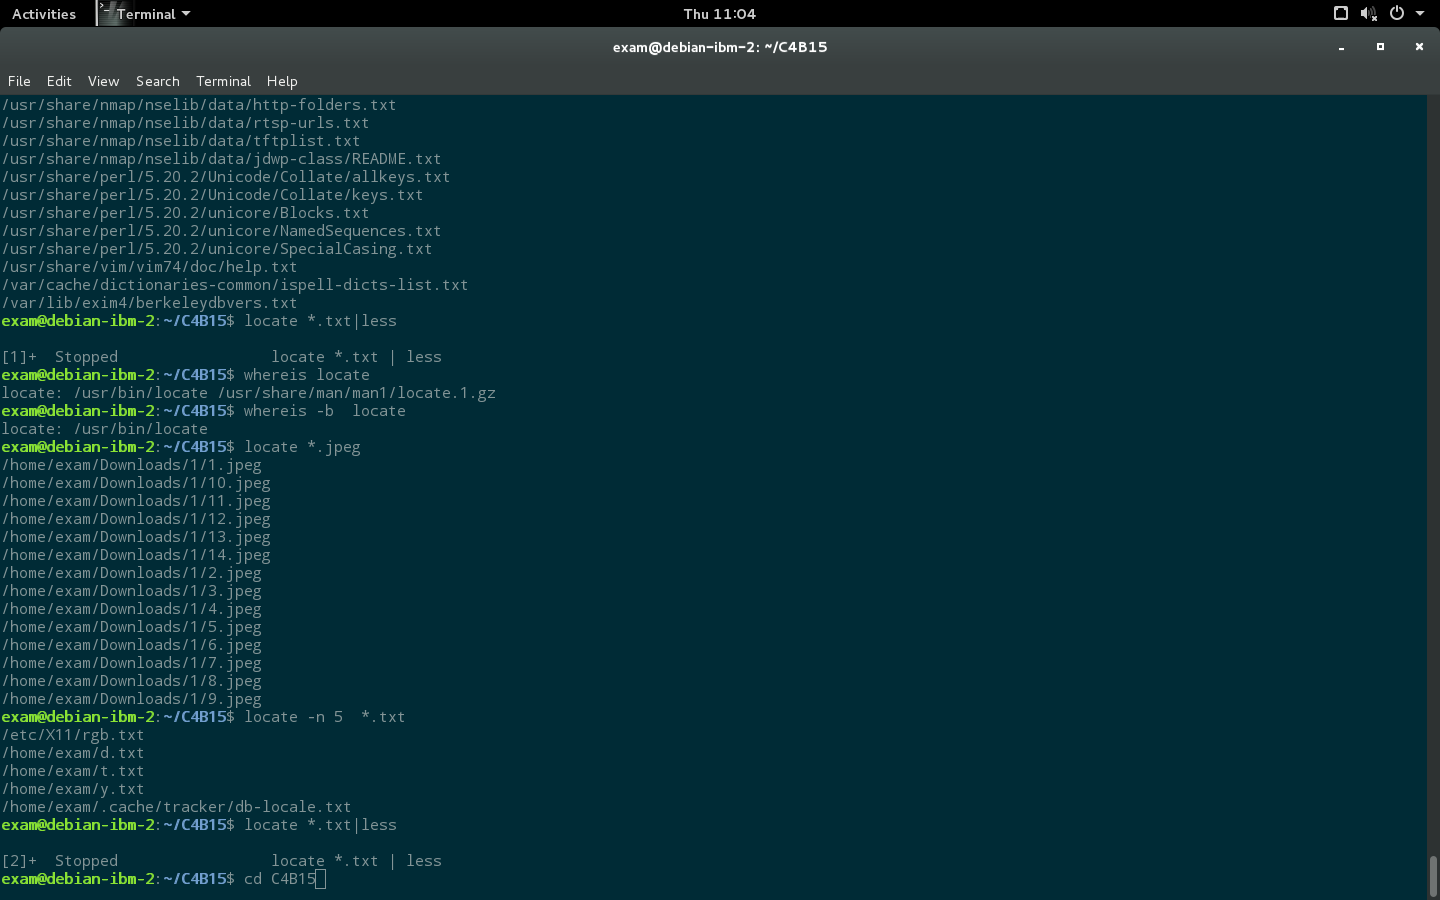 Activities Terminal Thu 11:04
exam@debian-ibm-2: ~/C4B15
File Edit View Search Terminal Help
/usr/share/nmap/nselib/data/http-folders.txt
/usr/share/nmap/nselib/data/rtsp-urls.txt
/usr/share/nmap/nselib/data/tftplist.txt
/usr/share/nmap/nselib/data/jdwp-class/README.txt
/usr/share/perl/5.20.2/Unicode/Collate/allkeys.txt
/usr/share/perl/5.20.2/Unicode/Collate/keys.txt
/usr/share/perl/5.20.2/unicore/Blocks.txt
/usr/share/perl/5.20.2/unicore/NamedSequences.txt
/usr/share/perl/5.20.2/unicore/SpecialCasing.txt
/usr/share/vim/vim74/doc/help.txt
/var/cache/dictionaries-common/ispell-dicts-list.txt
/var/lib/exim4/berkeleydbvers.txt
exam@debian-ibm-2:~/C4B15$ locate *.txt|less
[1]+  Stopped                 locate *.txt | less
exam@debian-ibm-2:~/C4B15$ whereis locate
locate: /usr/bin/locate /usr/share/man/man1/locate.1.gz
exam@debian-ibm-2:~/C4B15$ whereis -b  locate
locate: /usr/bin/locate
exam@debian-ibm-2:~/C4B15$ locate *.jpeg
/home/exam/Downloads/1/1.jpeg
/home/exam/Downloads/1/10.jpeg
/home/exam/Downloads/1/11.jpeg
/home/exam/Downloads/1/12.jpeg
/home/exam/Downloads/1/13.jpeg
/home/exam/Downloads/1/14.jpeg
/home/exam/Downloads/1/2.jpeg
/home/exam/Downloads/1/3.jpeg
/home/exam/Downloads/1/4.jpeg
/home/exam/Downloads/1/5.jpeg
/home/exam/Downloads/1/6.jpeg
/home/exam/Downloads/1/7.jpeg
/home/exam/Downloads/1/8.jpeg
/home/exam/Downloads/1/9.jpeg
exam@debian-ibm-2:~/C4B15$ locate -n 5  *.txt
/etc/X11/rgb.txt
/home/exam/d.txt
/home/exam/t.txt
/home/exam/y.txt
/home/exam/.cache/tracker/db-locale.txt
exam@debian-ibm-2:~/C4B15$ locate *.txt|less
[2]+  Stopped                 locate *.txt | less
exam@debian-ibm-2:~/C4B15$ cd C4B15